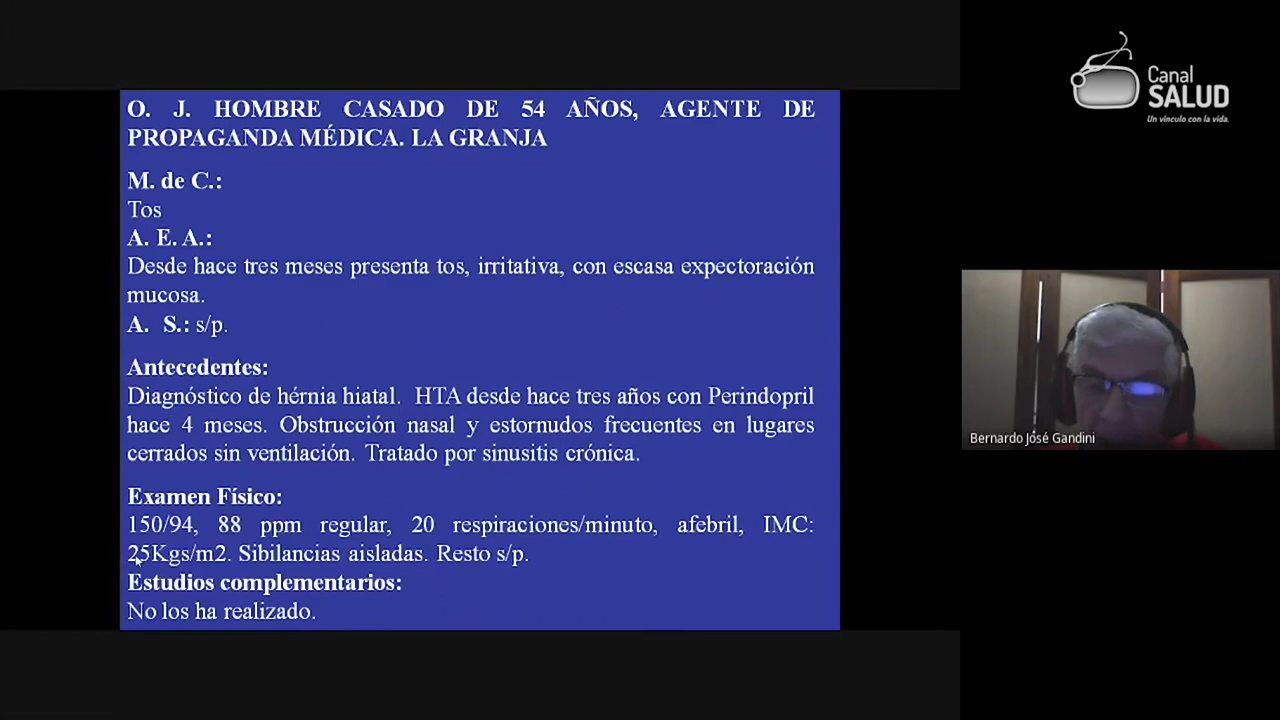 O. J. HOMBRE CASADO DE 54 AÑOS, AGENTE DE
PROPAGANDA MÉDICA. LA GRANJA
M. de C.:
Tos
A. E. A.:
Desde hace tres meses presenta tos, irritativa, con escasa expectoración
mucosa.
A. S.: s/p.
Antecedentes:
Diagnóstico de hérnia hiatal. HTA desde hace tres años con Perindopril
hace 4 meses. Obstrucción nasal y estornudos frecuentes en lugares
cerrados sin ventilación. Tratado por sinusitis crónica.
Examen Físico:
150/94, 88 ppm regular, 20 respiraciones/minuto, afebril, IMC:
25Kgs/m2. Sibilancias aisladas. Resto s/p.
Estudios complementarios:
No los ha realizado.
Canal
SALUD
Un vínculo con la vida.
Bernardo José Gandini